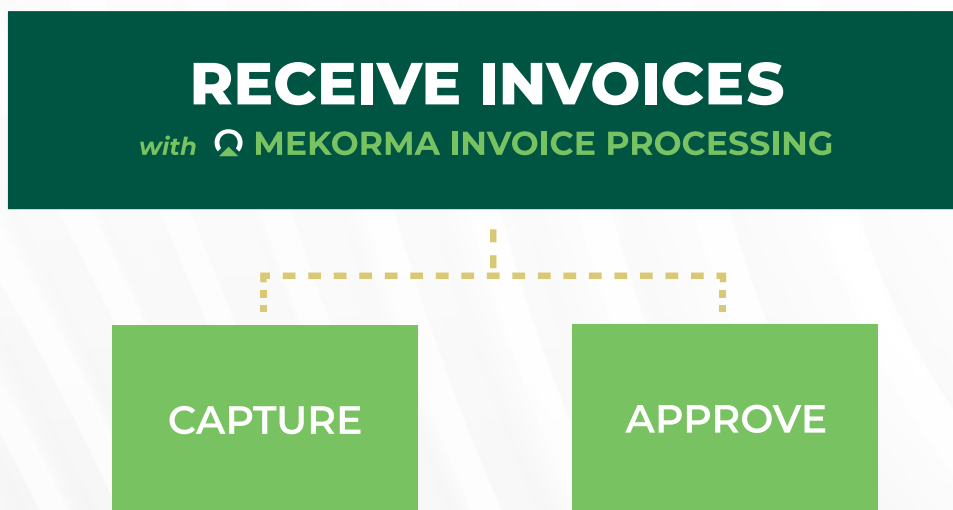 RECEIVE INVOICES
with MEKORMA INVOICE PROCESSING
CAPTURE
APPROVE